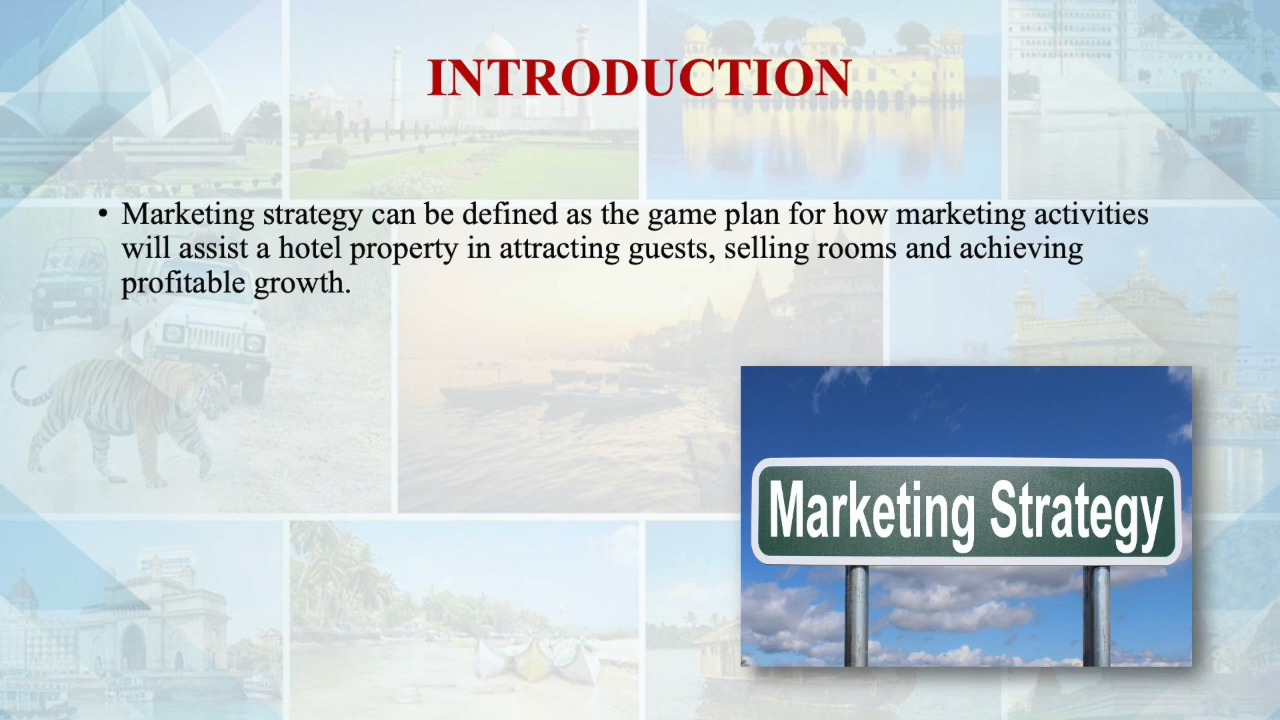 INTRODUCTION
• Marketing strategy can be defined as the game plan for how marketing activities
will assist a hotel property in attracting guests, selling rooms and achieving
profitable growth.
Marketing Strategy